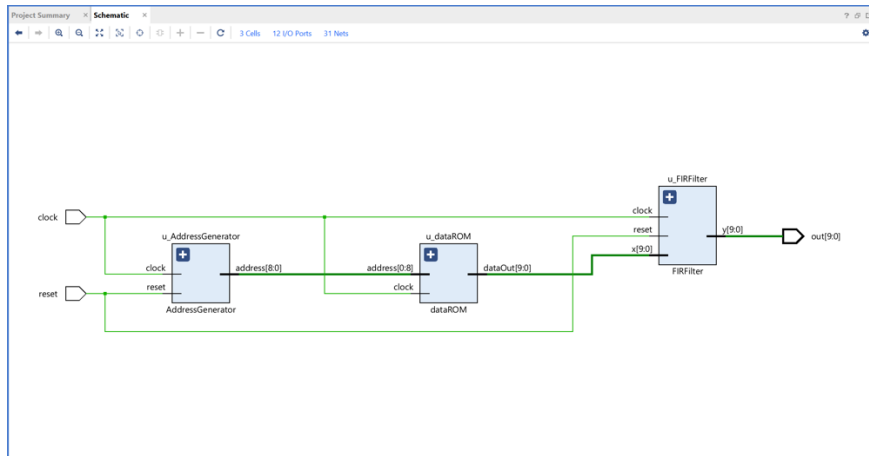 Project Summary × Schematic ×
? 
3 Cells 12 I/O Ports 31 Nets
u_FIRFilter
clock
reset
x[9:0]
y[9:0]
FIRFilter
out[9:0]
clock
reset
u_AddressGenerator
clock
reset
address[8:0]
AddressGenerator
u_dataROM
address[0:8]
clock
dataOut[9:0]
dataROM